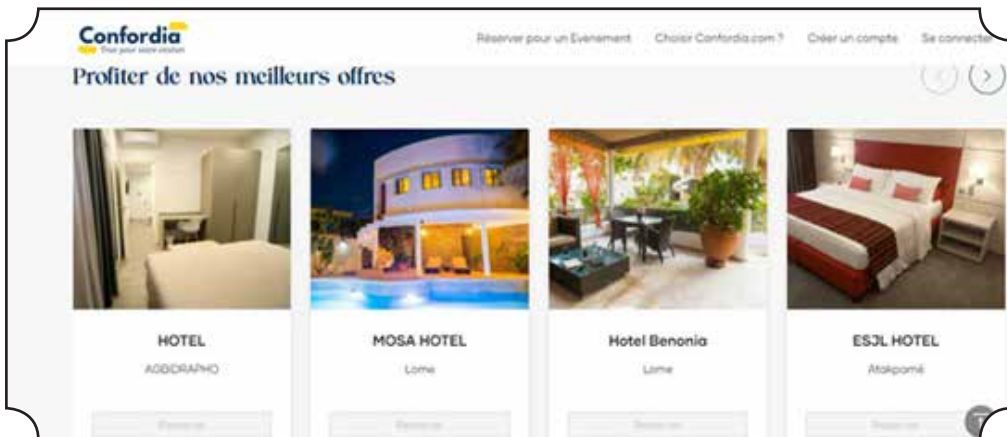 Confordia
Réserver pour un Evenement Choisir Confordia.com ? Créer un compte Se connecter
Profiter de nos meilleurs offres
HOTEL
AGBDRAPHO
MOSA HOTEL
Lome
Hotel Benonia
Lome
ESJL HOTEL
Atakpamé